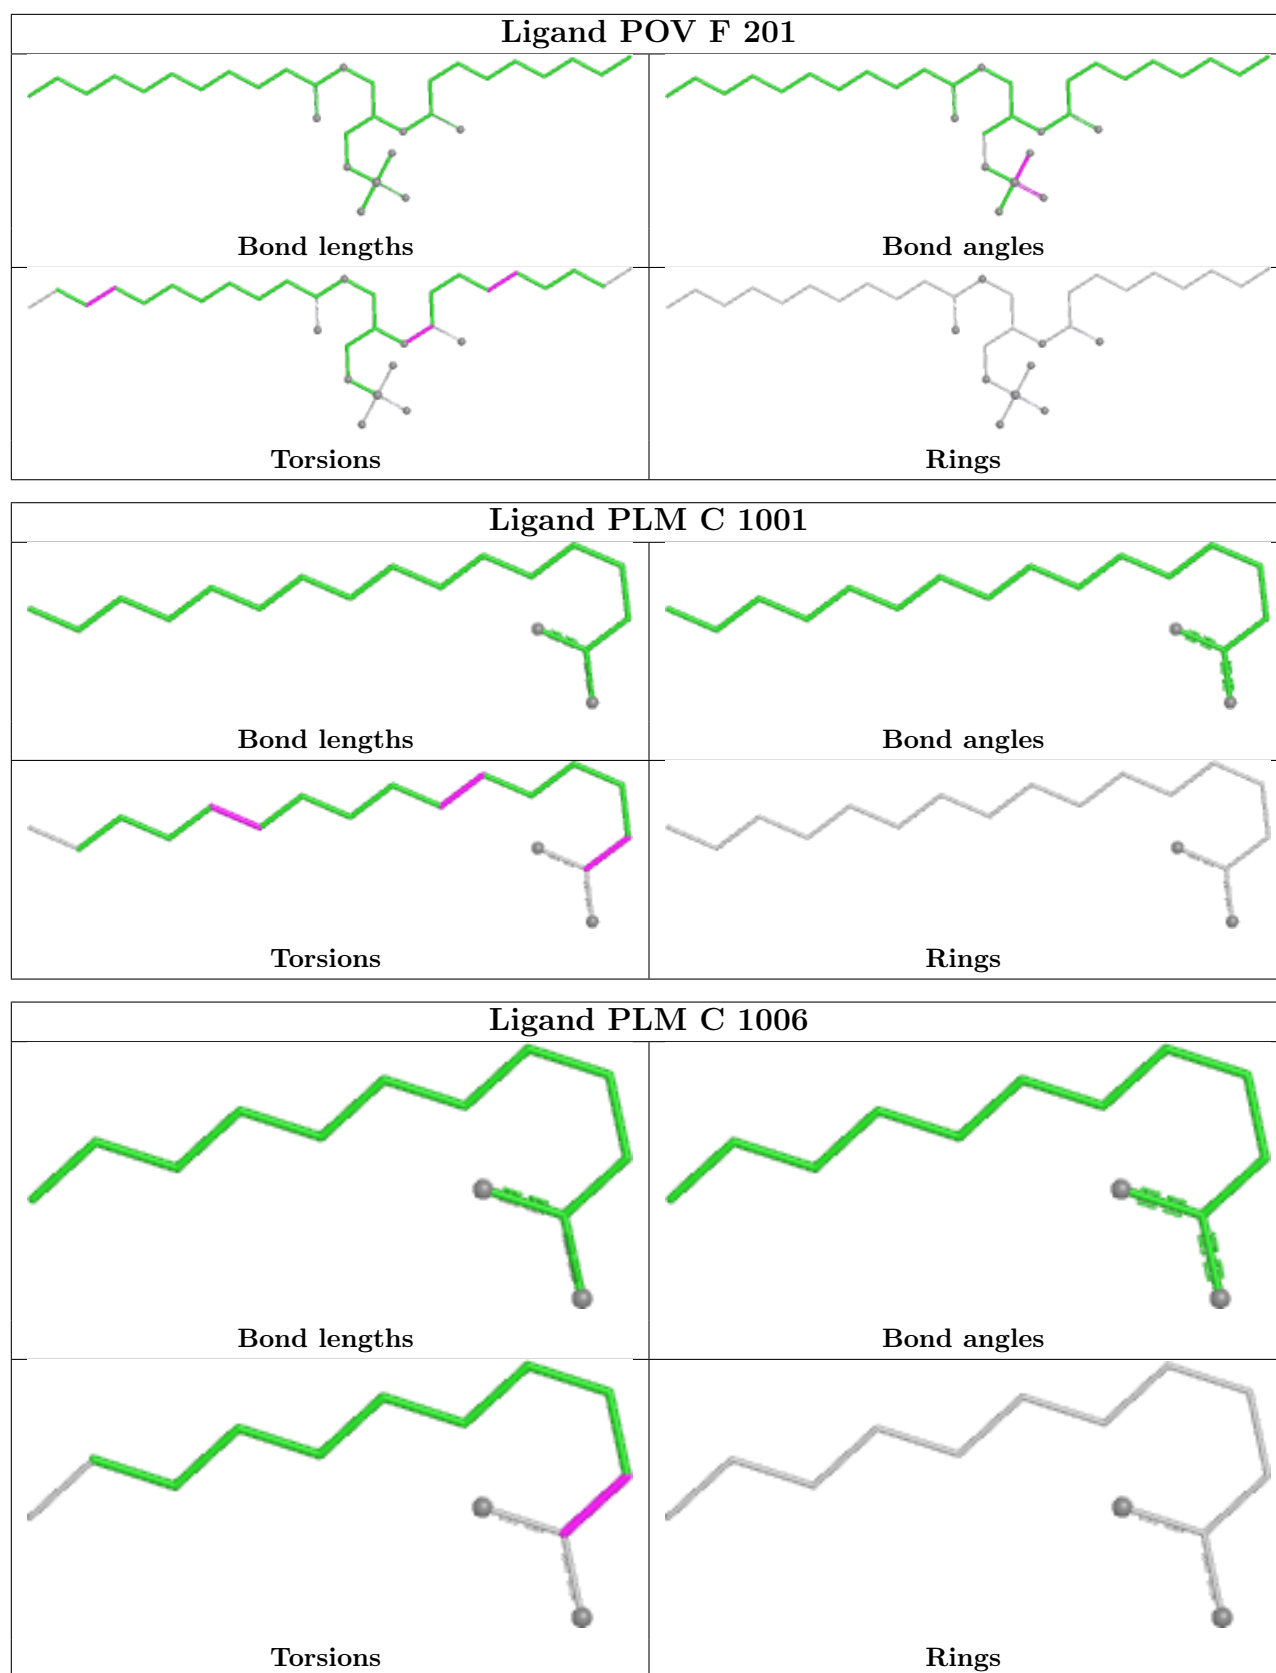 Ligand POV F 201
Bond lengths
Bond angles
Torsions
Rings
Ligand PLM C 1001
Bond lengths
Bond angles
Torsions
Rings
Ligand PLM C 1006
Bond lengths
Bond angles
Torsions
Rings